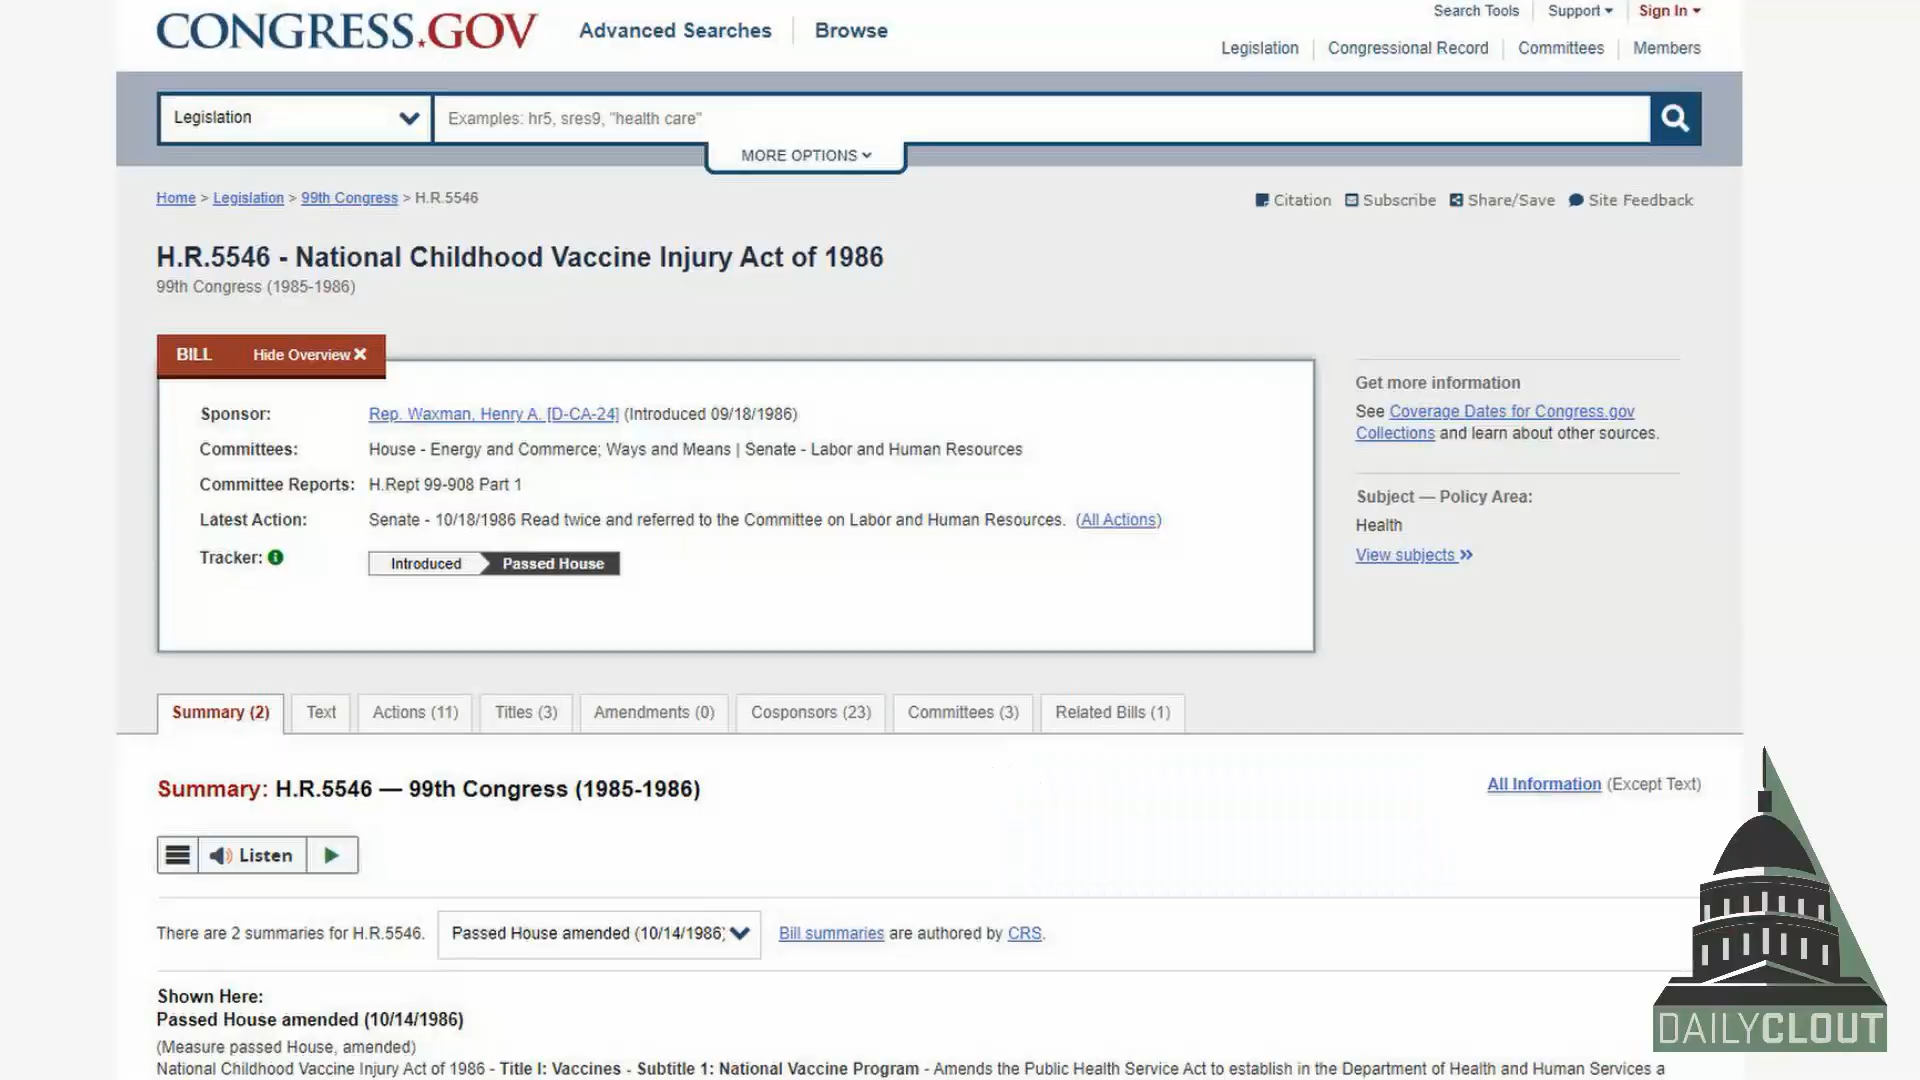 CONGRESS.GOV
Advanced Searches
Browse
Search Tools
Support
Sign In
Legislation
Congressional Record
Committees
Members
Legislation
Examples: hr5, sres9, "health care"
MORE OPTIONS
Home > Legislation > 99th Congress > H.R.5546
Citation
Subscribe
Share/Save
Site Feedback
H.R.5546 - National Childhood Vaccine Injury Act of 1986
99th Congress (1985-1986)
BILL
Hide Overview
Sponsor: Rep. Waxman, Henry A. [D-CA-24] (Introduced 09/18/1986)
Committees: House - Energy and Commerce; Ways and Means | Senate - Labor and Human Resources
Committee Reports: H.Rept 99-908 Part 1
Latest Action: Senate - 10/18/1986 Read twice and referred to the Committee on Labor and Human Resources. (All Actions)
Tracker: Introduced Passed House
Get more information
See Coverage Dates for Congress.gov
Collections and learn about other sources.
Subject — Policy Area:
Health
View subjects »
Summary (2)
Text
Actions (11)
Titles (3)
Amendments (0)
Cosponsors (23)
Committees (3)
Related Bills (1)
Summary: H.R.5546 — 99th Congress (1985-1986)
All Information (Except Text)
Listen
There are 2 summaries for H.R.5546. Passed House amended (10/14/1986) Bill summaries are authored by CRS.
Shown Here:
Passed House amended (10/14/1986)
(Measure passed House, amended)
National Childhood Vaccine Injury Act of 1986 - Title I: Vaccines - Subtitle 1: National Vaccine Program - Amends the Public Health Service Act to establish in the Department of Health and Human Services a
DAILYCLOUT